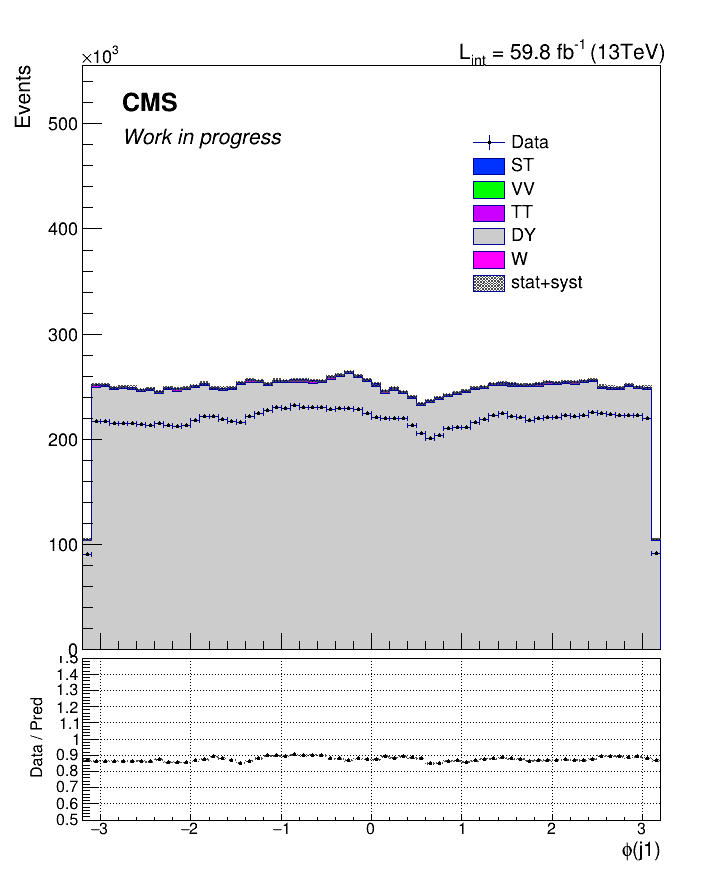 ×10³
L_int = 59.8 fb⁻¹ (13TeV)
Events
CMS
Work in progress
Data
ST
VV
TT
DY
W
stat+syst
500
400
300
200
100
0
1.5
1.4
1.3
1.2
1.1
1
0.9
0.8
0.7
0.6
0.5
Data / Pred
−3 −2 −1 0 1 2 3
ϕ(j1)